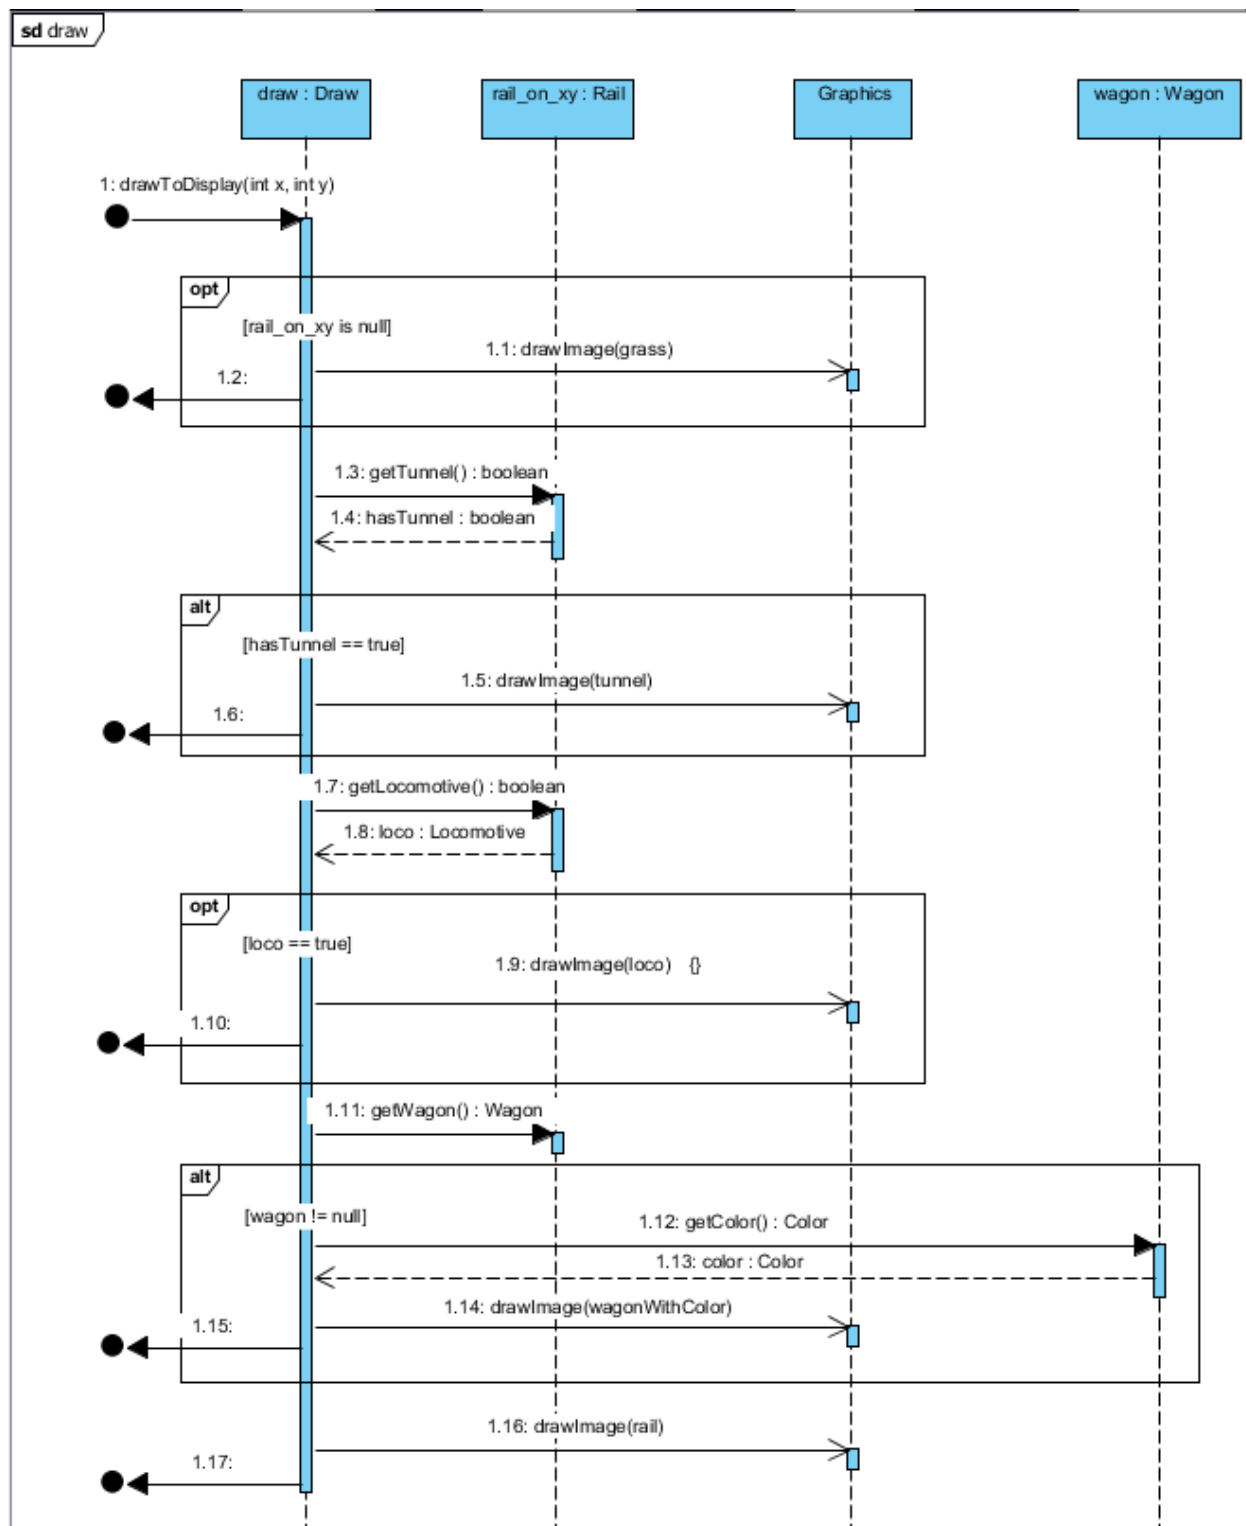 sd draw
draw : Draw
rail_on_xy : Rail
Graphics
wagon : Wagon
1: drawToDisplay(int x, int y)
opt
[rail_on_xy is null]
1.1: drawImage(grass)
1.2:
1.3: getTunnel() : boolean
1.4: hasTunnel : boolean
alt
[hasTunnel == true]
1.5: drawImage(tunnel)
1.6:
1.7: getLocomotive() : boolean
1.8: loco : Locomotive
opt
[loco == true]
1.9: drawImage(loco) {}
1.10:
1.11: getWagon() : Wagon
alt
[wagon != null]
1.12: getColor() : Color
1.13: color : Color
1.14: drawImage(wagonWithColor)
1.15:
1.16: drawImage(rail)
1.17: